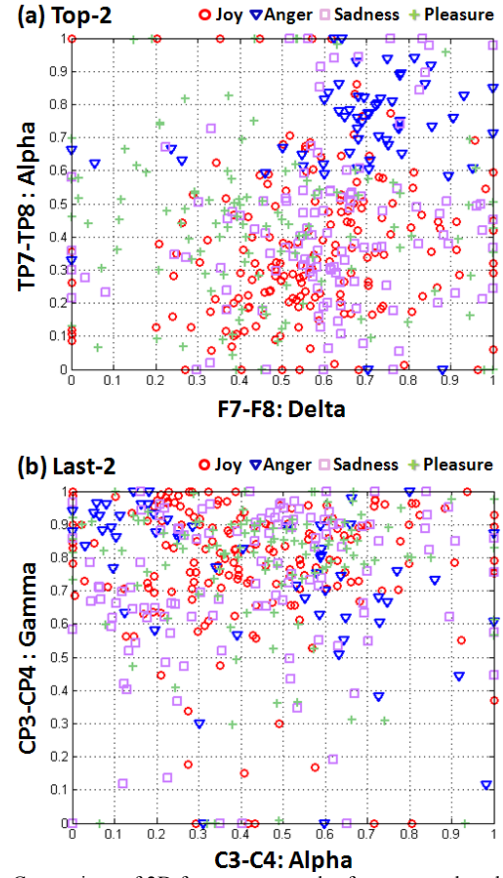 (a) Top-2
Joy Anger Sadness Pleasure
1
0.9
0.8
0.7
0.6
0.5
0.4
0.3
0.2
0.1
0
TP7-TP8 : Alpha
0 0.1 0.2 0.3 0.4 0.5 0.6 0.7 0.8 0.9 1
F7-F8: Delta
(b) Last-2
Joy Anger Sadness Pleasure
1
0.9
0.8
0.7
0.6
0.5
0.4
0.3
0.2
0.1
0
CP3-CP4 : Gamma
0 0.1 0.2 0.3 0.4 0.5 0.6 0.7 0.8 0.9 1
C3-C4: Alpha